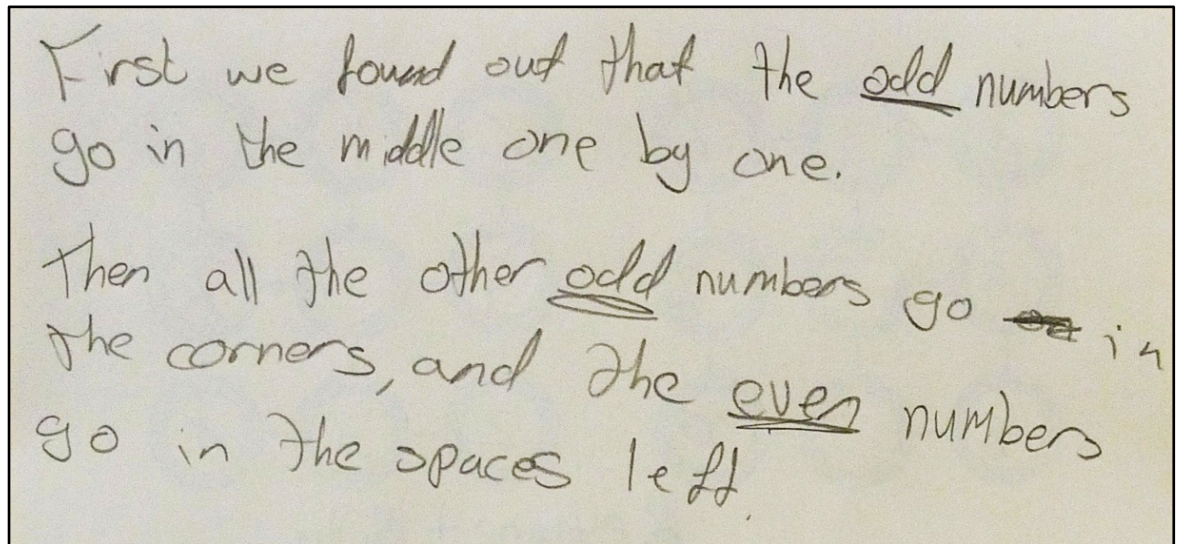 First we found out that the odd numbers
go in the middle one by one.
Then all the other odd numbers go in
the corners, and the even numbers
go in the spaces left.